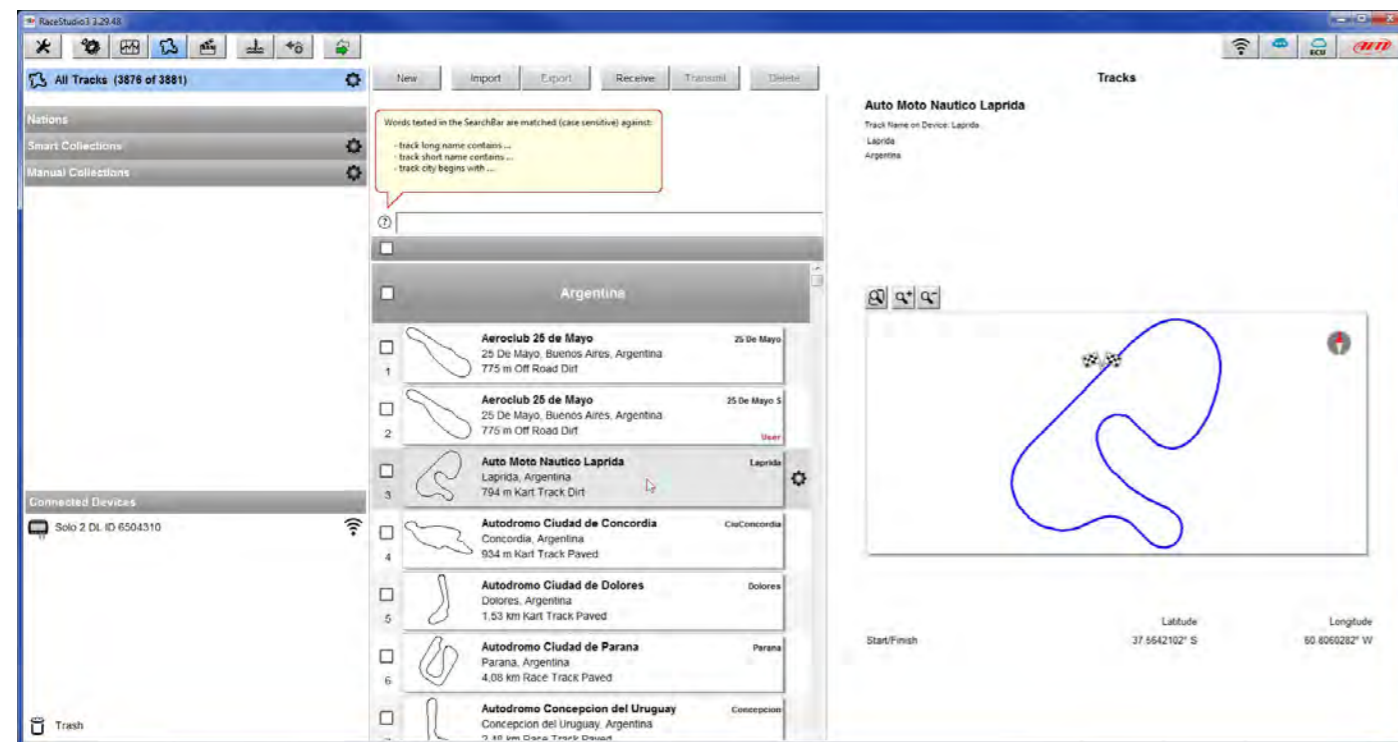 RaceStudio3 3.29.48
ECU
All Tracks (3876 of 3881)
Nations
Smart Collections
Manual Collections
Connected Devices
Solo 2 DL ID 6504310
Trash
New Import Export Receive Transmit Delete
Words texted in the SearchBar are matched (case sensitive) against:
- track long name contains ...
- track short name contains ...
- track city begins with ...
Argentina
Aeroclub 25 de Mayo 25 De Mayo
25 De Mayo, Buenos Aires, Argentina
1 775 m Off Road Dirt
Aeroclub 25 de Mayo 25 De Mayo S
25 De Mayo, Buenos Aires, Argentina
2 775 m Off Road Dirt User
Auto Moto Nautico Laprida Laprida
Laprida, Argentina
3 794 m Kart Track Dirt
Autodromo Ciudad de Concordia CiuConcordia
Concordia, Argentina
4 934 m Kart Track Paved
Autodromo Ciudad de Dolores Dolores
Dolores, Argentina
5 1,53 km Kart Track Paved
Autodromo Ciudad de Parana Parana
Parana, Argentina
6 4,08 km Race Track Paved
Autodromo Concepcion del Uruguay Concepcion
Concepcion del Uruguay, Argentina
km Race Track Paved
Tracks
Auto Moto Nautico Laprida
Track Name on Device: Laprida
Laprida
Argentina
Latitude Longitude
Start/Finish 37.5642102° S 60.8060282° W